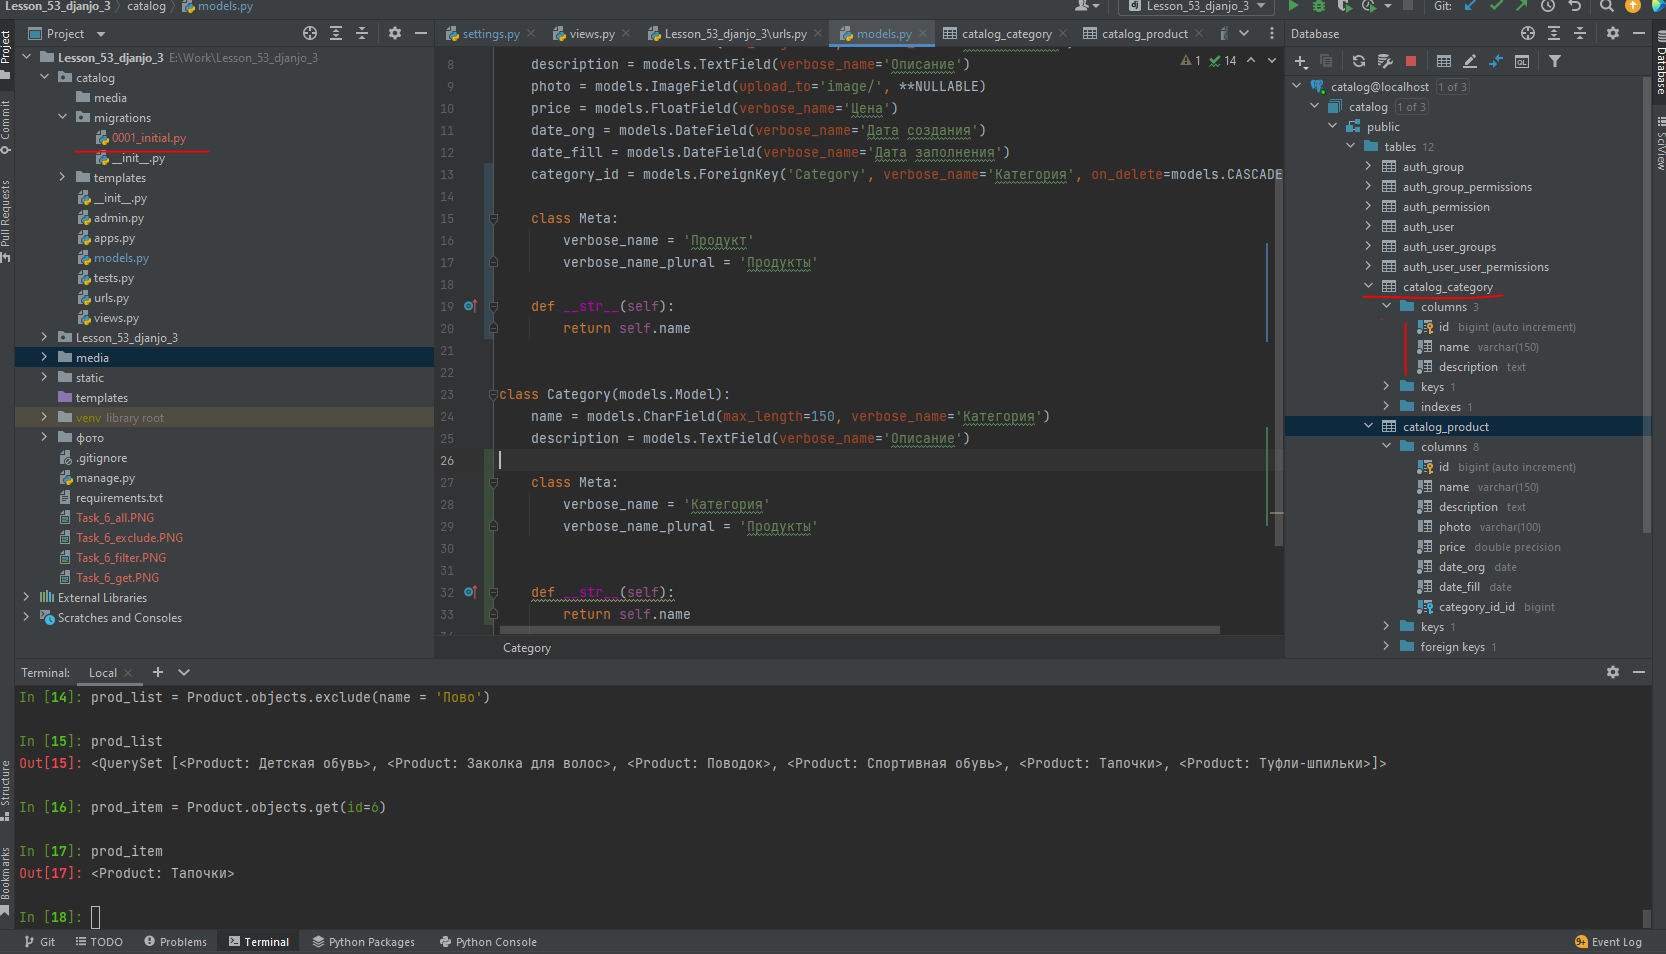 Lesson_53_djanjo_3 > catalog > models.py
Lesson_53_djanjo_3
Git:
Project
settings.py
views.py
Lesson_53_djanjo_3\urls.py
models.py
catalog_category
catalog_product
Database
Project
Commit
Pull Requests
Structure
Bookmarks
Database
SciView
Lesson_53_djanjo_3 E:\Work\Lesson_53_djanjo_3
catalog
media
migrations
0001_initial.py
__init__.py
templates
__init__.py
admin.py
apps.py
models.py
tests.py
urls.py
views.py
Lesson_53_djanjo_3
media
static
templates
venv library root
фото
.gitignore
manage.py
requirements.txt
Task_6_all.PNG
Task_6_exclude.PNG
Task_6_filter.PNG
Task_6_get.PNG
External Libraries
Scratches and Consoles
1 14
8 description = models.TextField(verbose_name='Описание')
9 photo = models.ImageField(upload_to='image/', **NULLABLE)
10 price = models.FloatField(verbose_name='Цена')
11 date_org = models.DateField(verbose_name='Дата создания')
12 date_fill = models.DateField(verbose_name='Дата заполнения')
13 category_id = models.ForeignKey('Category', verbose_name='Категория', on_delete=models.CASCADE
14
15 class Meta:
16 verbose_name = 'Продукт'
17 verbose_name_plural = 'Продукты'
18
19 def __str__(self):
20 return self.name
21
22
23 class Category(models.Model):
24 name = models.CharField(max_length=150, verbose_name='Категория')
25 description = models.TextField(verbose_name='Описание')
26
27 class Meta:
28 verbose_name = 'Категория'
29 verbose_name_plural = 'Продукты'
30
31
32 def __str__(self):
33 return self.name
Category
catalog@localhost 1 of 3
catalog 1 of 3
public
tables 12
auth_group
auth_group_permissions
auth_permission
auth_user
auth_user_groups
auth_user_user_permissions
catalog_category
columns 3
id bigint (auto increment)
name varchar(150)
description text
keys 1
indexes 1
catalog_product
columns 8
id bigint (auto increment)
name varchar(150)
description text
photo varchar(100)
price double precision
date_org date
date_fill date
category_id_id bigint
keys 1
foreign keys 1
Terminal: Local
In [14]: prod_list = Product.objects.exclude(name = 'Пово')
In [15]: prod_list
Out[15]: <QuerySet [<Product: Детская обувь>, <Product: Заколка для волос>, <Product: Поводок>, <Product: Спортивная обувь>, <Product: Тапочки>, <Product: Туфли-шпильки>]>
In [16]: prod_item = Product.objects.get(id=6)
In [17]: prod_item
Out[17]: <Product: Тапочки>
In [18]:
Git
TODO
Problems
Terminal
Python Packages
Python Console
9+ Event Log